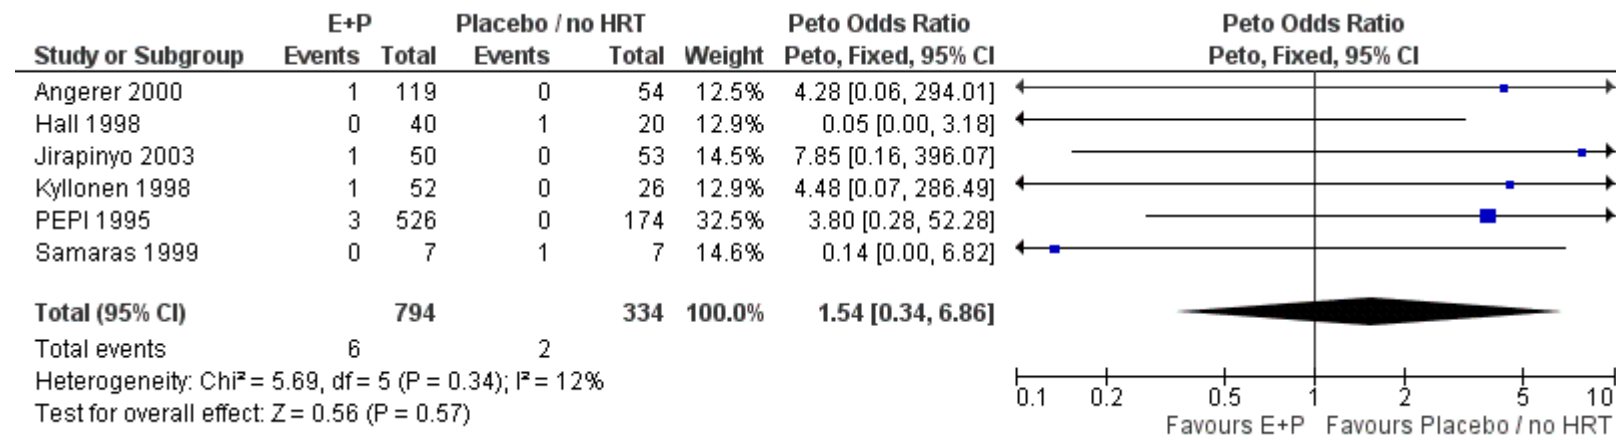 E+P Placebo / no HRT Peto Odds Ratio Peto Odds Ratio
Study or Subgroup Events Total Events Total Weight Peto, Fixed, 95% CI Peto, Fixed, 95% CI
Angerer 2000 1 119 0 54 12.5% 4.28 [0.06, 294.01]
Hall 1998 0 40 1 20 12.9% 0.05 [0.00, 3.18]
Jirapinyo 2003 1 50 0 53 14.5% 7.85 [0.16, 396.07]
Kyllonen 1998 1 52 0 26 12.9% 4.48 [0.07, 286.49]
PEPI 1995 3 526 0 174 32.5% 3.80 [0.28, 52.28]
Samaras 1999 0 7 1 7 14.6% 0.14 [0.00, 6.82]
Total (95% CI) 794 334 100.0% 1.54 [0.34, 6.86]
Total events 6 2
Heterogeneity: Chi² = 5.69, df = 5 (P = 0.34); I² = 12%
Test for overall effect: Z = 0.56 (P = 0.57)
0.1 0.2 0.5 1 2 5 10
Favours E+P Favours Placebo / no HRT